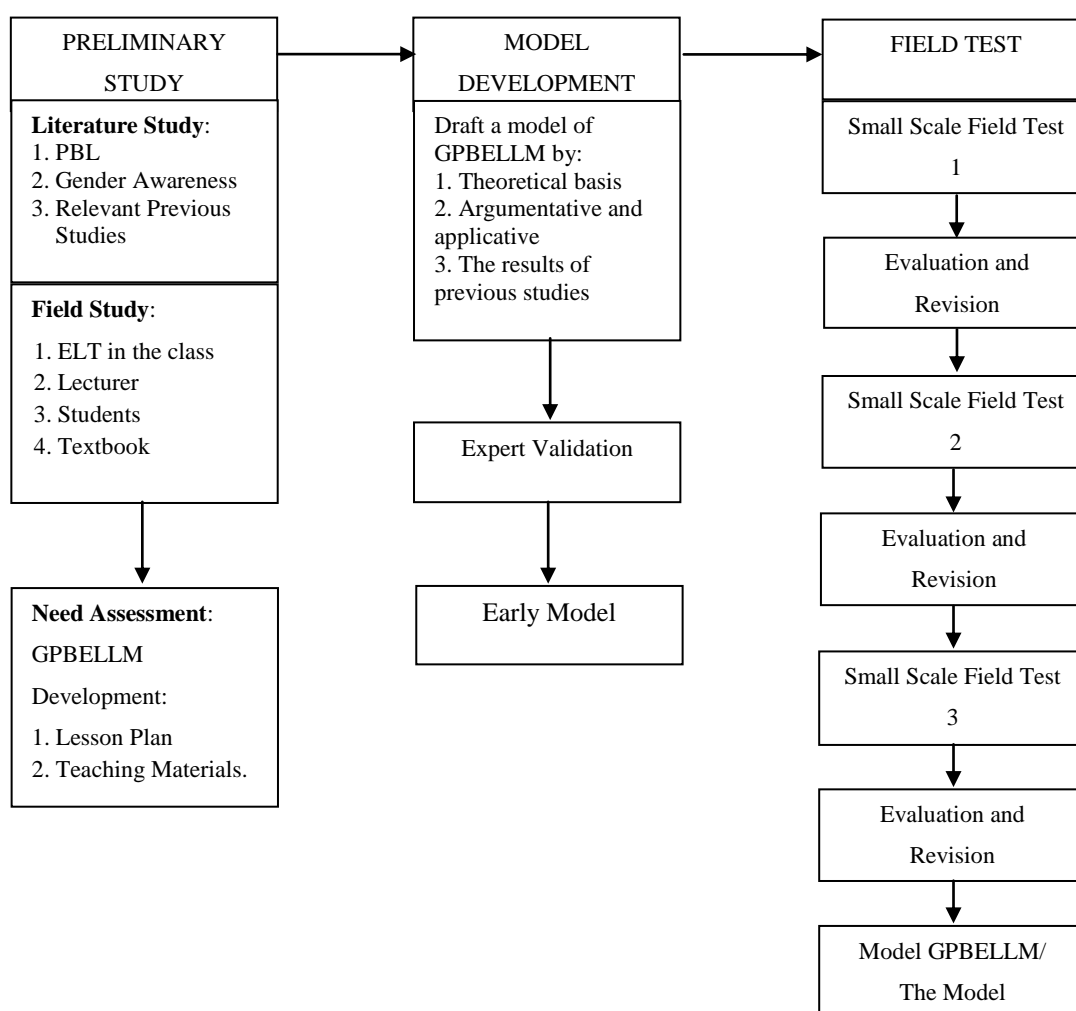 PRELIMINARY
STUDY
Literature Study:
1. PBL
2. Gender Awareness
3. Relevant Previous
Studies
Field Study:
1. ELT in the class
2. Lecturer
3. Students
4. Textbook
Need Assessment:
GPBELLM
Development:
1. Lesson Plan
2. Teaching Materials.
MODEL
DEVELOPMENT
Draft a model of
GPBELLM by:
1. Theoretical basis
2. Argumentative and
applicative
3. The results of
previous studies
Expert Validation
Early Model
FIELD TEST
Small Scale Field Test
1
Evaluation and
Revision
Small Scale Field Test
2
Evaluation and
Revision
Small Scale Field Test
3
Evaluation and
Revision
Model GPBELLM/
The Model